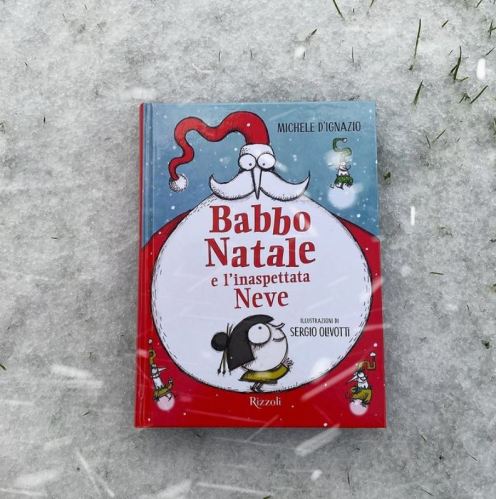 MICHELE D'IGNAZIO
Babbo
Natale
e l'inaspettata
Neve
ILLUSTRAZIONI DI
SERGIO OLIVOTTI
Rizzoli